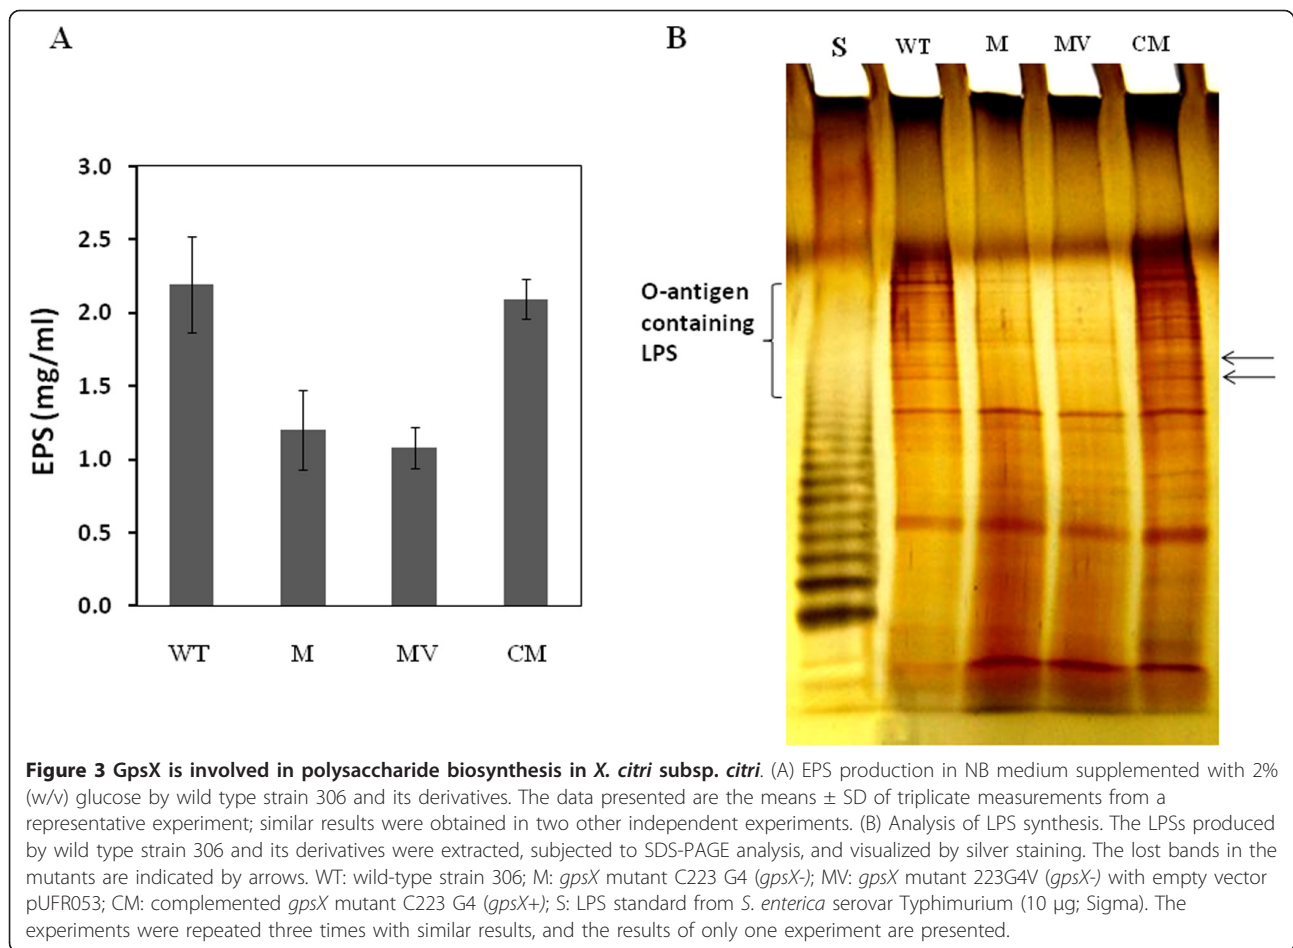 A
3.0
2.5
2.0
1.5
1.0
0.5
0.0
EPS (mg/ml)
WT M MV CM
B
S WT M MV CM
O-antigen
containing
LPS
Figure 3 GpsX is involved in polysaccharide biosynthesis in X. citri subsp. citri. (A) EPS production in NB medium supplemented with 2%
(w/v) glucose by wild type strain 306 and its derivatives. The data presented are the means ± SD of triplicate measurements from a
representative experiment; similar results were obtained in two other independent experiments. (B) Analysis of LPS synthesis. The LPSs produced
by wild type strain 306 and its derivatives were extracted, subjected to SDS-PAGE analysis, and visualized by silver staining. The lost bands in the
mutants are indicated by arrows. WT: wild-type strain 306; M: gpsX mutant C223 G4 (gpsX-); MV: gpsX mutant 223G4V (gpsX-) with empty vector
pUFR053; CM: complemented gpsX mutant C223 G4 (gpsX+); S: LPS standard from S. enterica serovar Typhimurium (10 μg; Sigma). The
experiments were repeated three times with similar results, and the results of only one experiment are presented.